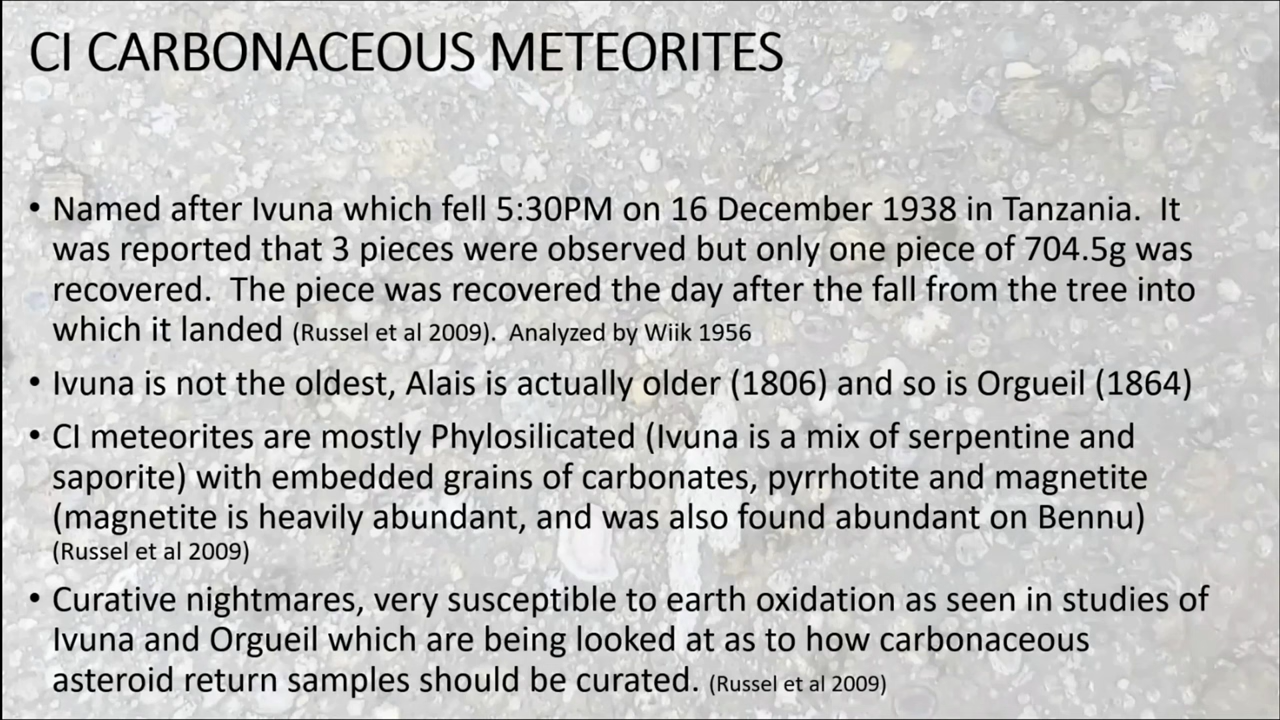 CI CARBONACEOUS METEORITES
• Named after Ivuna which fell 5:30PM on 16 December 1938 in Tanzania. It
was reported that 3 pieces were observed but only one piece of 704.5g was
recovered. The piece was recovered the day after the fall from the tree into
which it landed (Russel et al 2009). Analyzed by Wiik 1956
• Ivuna is not the oldest, Alais is actually older (1806) and so is Orgueil (1864)
• CI meteorites are mostly Phylosilicated (Ivuna is a mix of serpentine and
saporite) with embedded grains of carbonates, pyrrhotite and magnetite
(magnetite is heavily abundant, and was also found abundant on Bennu)
(Russel et al 2009)
• Curative nightmares, very susceptible to earth oxidation as seen in studies of
Ivuna and Orgueil which are being looked at as to how carbonaceous
asteroid return samples should be curated. (Russel et al 2009)